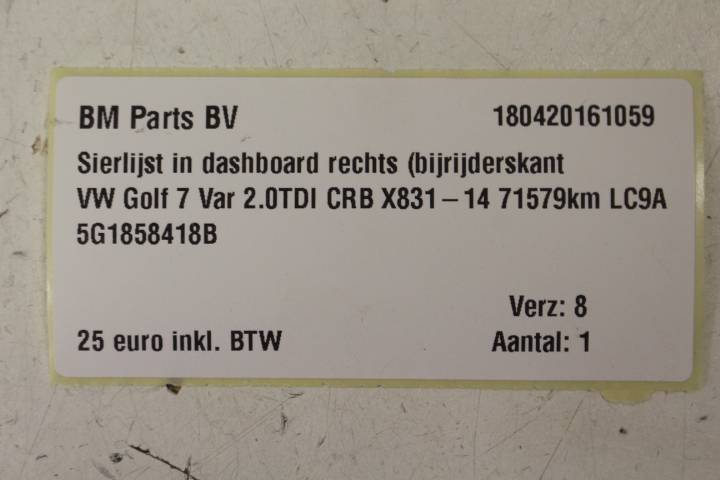 BM Parts BV 180420161059
Sierlijst in dashboard rechts (bijrijderskant
VW Golf 7 Var 2.0TDI CRB X831-14 71579km LC9A
5G1858418B
Verz: 8
25 euro inkl. BTW Aantal: 1